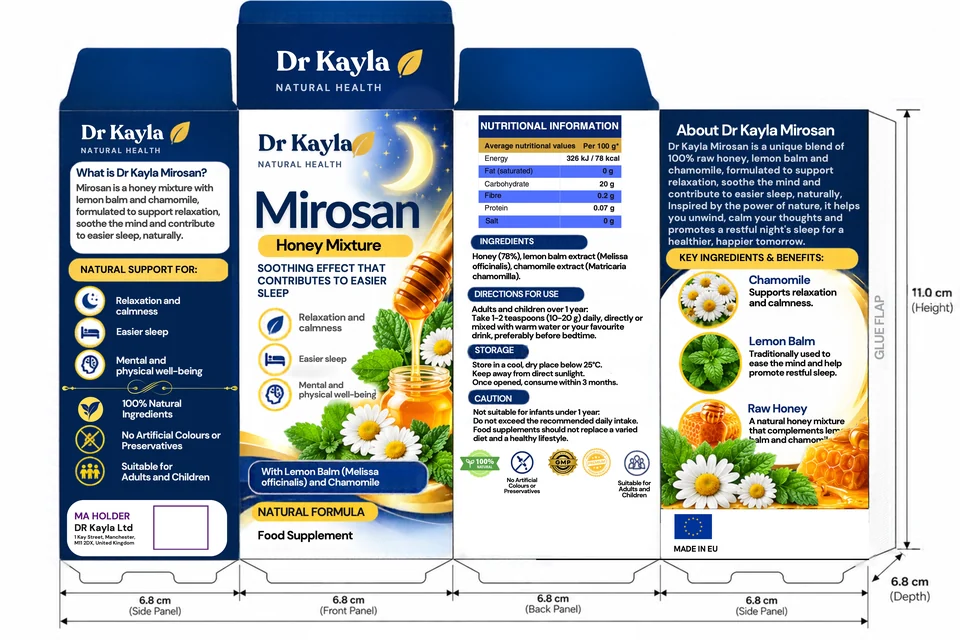 Dr Kayla
NATURAL HEALTH
Dr Kayla
NATURAL HEALTH
What is Dr Kayla Mirosan?
Mirosan is a honey mixture with
lemon balm and chamomile,
formulated to support relaxation,
soothe the mind and contribute
to easier sleep, naturally.
NATURAL SUPPORT FOR:
Relaxation and
calmness
Easier sleep
Mental and
physical well-being
100% Natural
Ingredients
No Artificial Colours or
Preservatives
Suitable for
Adults and Children
MA HOLDER
DR Kayla Ltd
1 Kay Street, Manchester,
M11 2DX, United Kingdom
Dr Kayla
NATURAL HEALTH
Mirosan
Honey Mixture
SOOTHING EFFECT THAT
CONTRIBUTES TO EASIER
SLEEP
Relaxation and
calmness
Easier sleep
Mental and
physical well-being
With Lemon Balm (Melissa
officinalis) and Chamomile
NATURAL FORMULA
Food Supplement
NUTRITIONAL INFORMATION
Average nutritional values Per 100 g*
Energy 326 kJ / 78 kcal
Fat (saturated) 0 g
Carbohydrate 20 g
Fibre 0.2 g
Protein 0.07 g
Salt 0 g
INGREDIENTS
Honey (78%), lemon balm extract (Melissa
officinalis), chamomile extract (Matricaria
chamomilla).
DIRECTIONS FOR USE
Adults and children over 1 year:
Take 1-2 teaspoons (10-20 g) daily, directly or
mixed with warm water or your favourite
drink, preferably before bedtime.
STORAGE
Store in a cool, dry place below 25°C.
Keep away from direct sunlight.
Once opened, consume within 3 months.
CAUTION
Not suitable for infants under 1 year:
Do not exceed the recommended daily intake.
Food supplements should not replace a varied
diet and a healthy lifestyle.
100%
NATURAL
GMP
No Artificial
Colours or
Preservatives
Suitable for
Adults and
Children
About Dr Kayla Mirosan
Dr Kayla Mirosan is a unique blend of
100% raw honey, lemon balm and
chamomile, formulated to support
relaxation, soothe the mind and
contribute to easier sleep, naturally.
Inspired by the power of nature, it helps
you unwind, calm your thoughts and
promotes a restful night's sleep for a
healthier, happier tomorrow.
KEY INGREDIENTS & BENEFITS:
Chamomile
Supports relaxation
and calmness.
Lemon Balm
Traditionally used to
ease the mind and help
promote restful sleep.
Raw Honey
A natural honey mixture
that complements
balm and
MADE IN EU
GLUE FLAP
11.0 cm
(Height)
6.8 cm
(Depth)
6.8 cm
(Side Panel)
6.8 cm
(Front Panel)
6.8 cm
(Back Panel)
6.8 cm
(Side Panel)